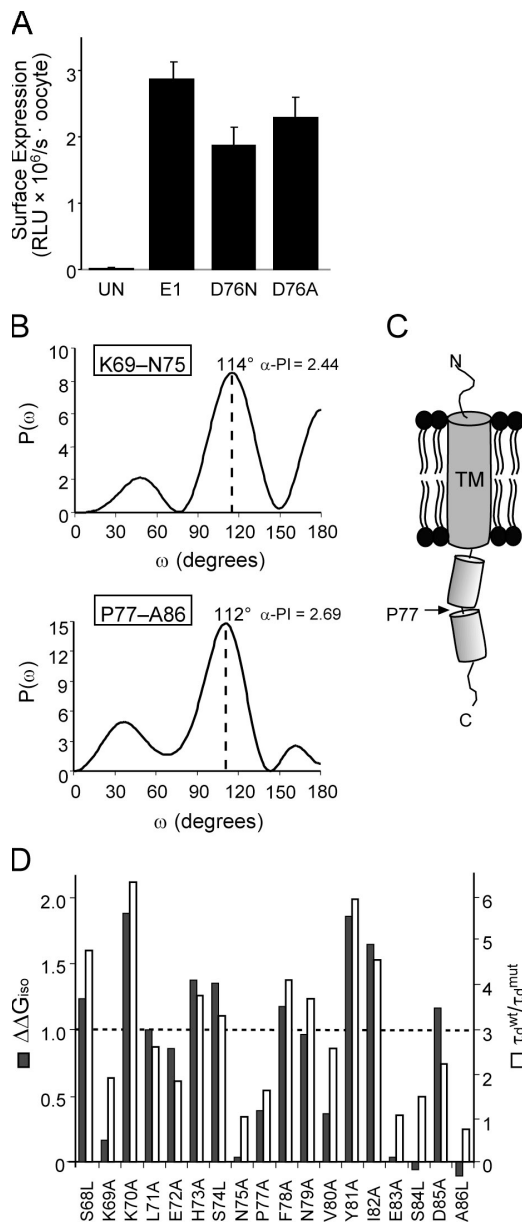 A
Surface Expression
(RLU × 10⁶/s · oocyte)
3
2
1
0
UN E1 D76N D76A
B
K69–N75
114° α-PI = 2.44
P(ω)
10
8
6
4
2
0
0 30 60 90 120 150 180
ω (degrees)
P77–A86
112° α-PI = 2.69
P(ω)
15
12
9
6
3
0
0 30 60 90 120 150 180
ω (degrees)
C
N
TM
P77
C
D
ΔΔGiso
2.0
1.5
1.0
0.5
0
τd^wt/τd^mut
6
5
4
3
2
1
0
S68L K69A K70A L71A E72A H73A S74L N75A P77A F78A N79A V80A Y81A I82A E83A S84L D85A A86L